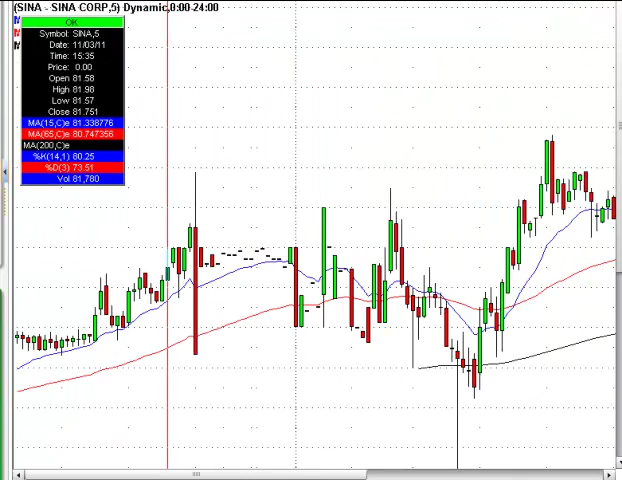 (SINA - SINA CORP,5) Dynamic,0:00-24:00
OK
Symbol: SINA,5
Date: 11/03/11
Time: 15:35
Price: 0.00
Open 81.58
High 81.98
Low 81.57
Close 81.751
MA(15,C)e 81.338776
MA(65,C)e 80.747356
MA(200,C)e
%K(14,1) 80.25
%D(3) 73.51
Vol 81,780